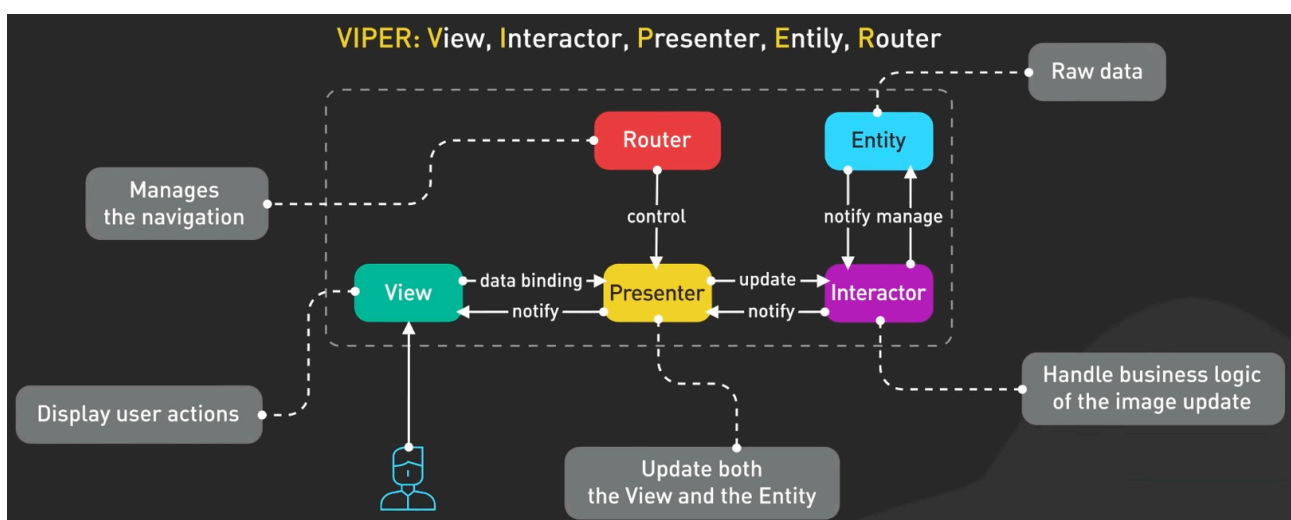 VIPER: View, Interactor, Presenter, Entily, Router
Raw data
Router
Entity
Manages
the navigation
control
notify manage
View
data binding
Presenter
update
Interactor
notify
notify
Display user actions
Handle business logic
of the image update
Update both
the View and the Entity